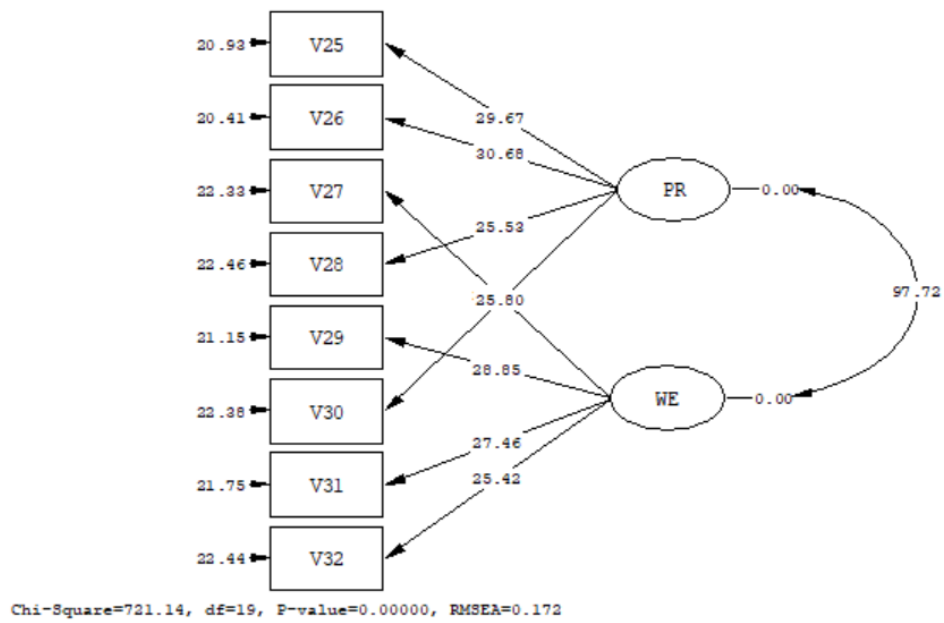 20.93 V25
29.67
20.41 V26
30.68
22.33 V27
PR 0.00
25.53
22.46 V28
25.80
97.72
21.15 V29
28.85
22.38 V30
WE 0.00
27.46
21.75 V31
25.42
22.44 V32
Chi-Square=721.14, df=19, P-value=0.00000, RMSEA=0.172